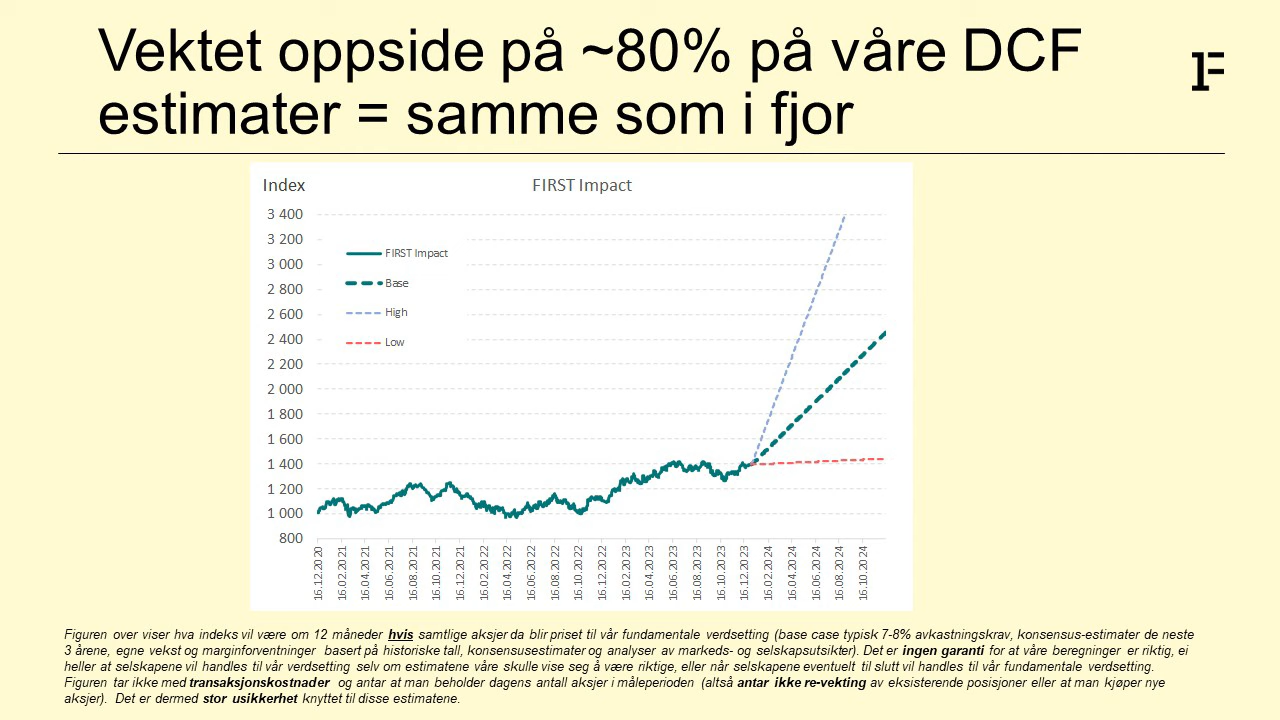 Vektet oppside på ~80% på våre DCF
estimater = samme som i fjor
1F
Index
FIRST Impact
3 400
3 200
3 000
2 800
2 600
2 400
2 200
2 000
1 800
1 600
1 400
1 200
1 000
800
FIRST Impact
Base
High
Low
16.12.2020
16.02.2021
16.04.2021
16.06.2021
16.08.2021
16.10.2021
16.12.2021
16.02.2022
16.04.2022
16.06.2022
16.08.2022
16.10.2022
16.12.2022
16.02.2023
16.04.2023
16.06.2023
16.08.2023
16.10.2023
16.12.2023
16.02.2024
16.04.2024
16.06.2024
16.08.2024
16.10.2024
Figuren over viser hva indeks vil være om 12 måneder hvis samtlige aksjer da blir priset til vår fundamentale verdsetting (base case typisk 7-8% avkastningskrav, konsensus-estimater de neste
3 årene, egne vekst og marginforventninger basert på historiske tall, konsensusestimater og analyser av markeds- og selskapsutsikter). Det er ingen garanti for at våre beregninger er riktig, ei
heller at selskapene vil handles til vår verdsetting selv om estimatene våre skulle vise seg å være riktige, eller når selskapene eventuelt til slutt vil handles til vår fundamentale verdsetting.
Figuren tar ikke med transaksjonskostnader og antar at man beholder dagens antall aksjer i måleperioden (altså antar ikke re-vekting av eksisterende posisjoner eller at man kjøper nye
aksjer). Det er dermed stor usikkerhet knyttet til disse estimatene.